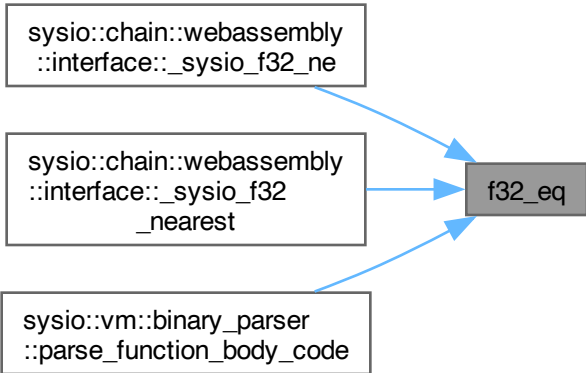 sysio::chain::webassembly
::interface::_sysio_f32_ne
sysio::chain::webassembly
::interface::_sysio_f32
_nearest
f32_eq
sysio::vm::binary_parser
::parse_function_body_code